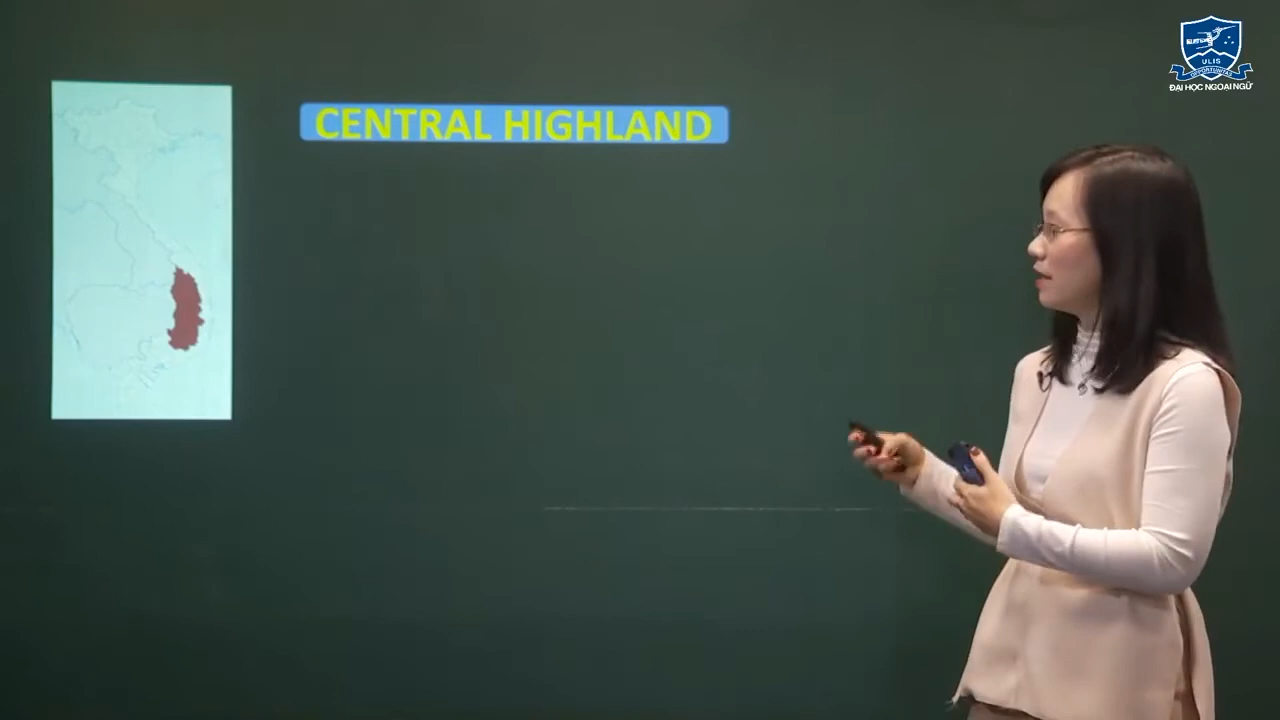 CENTRAL HIGHLAND
ULIS
ĐẠI HỌC NGOẠI NGỮ